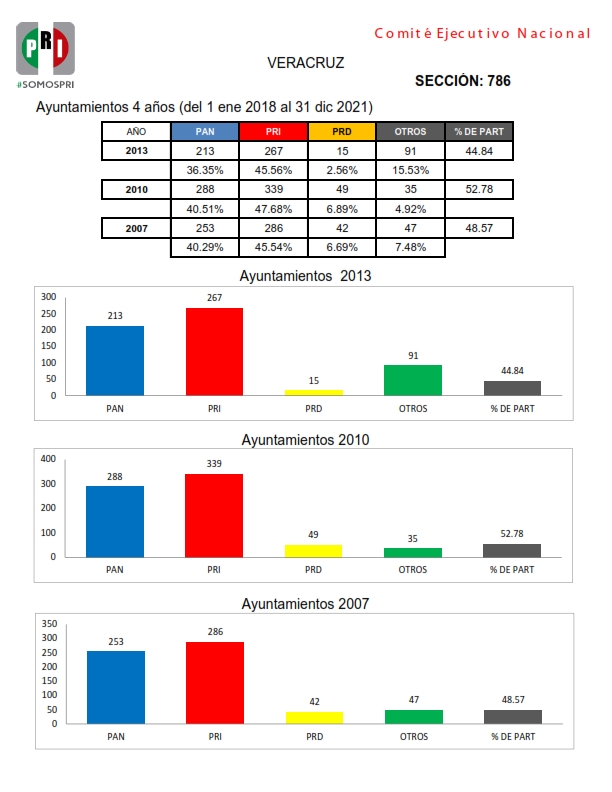 Comité Ejecutivo Nacional
PRI
#SOMOSPRI
VERACRUZ
SECCIÓN: 786
Ayuntamientos 4 años (del 1 ene 2018 al 31 dic 2021)
AÑO PAN PRI PRD OTROS % DE PART
2013 213 267 15 91 44.84
36.35% 45.56% 2.56% 15.53%
2010 288 339 49 35 52.78
40.51% 47.68% 6.89% 4.92%
2007 253 286 42 47 48.57
40.29% 45.54% 6.69% 7.48%
Ayuntamientos 2013
300
250
200
150
100
50
0
213
267
15
91
44.84
PAN PRI PRD OTROS % DE PART
Ayuntamientos 2010
400
300
200
100
0
288
339
49
35
52.78
PAN PRI PRD OTROS % DE PART
Ayuntamientos 2007
350
300
250
200
150
100
50
0
253
286
42
47
48.57
PAN PRI PRD OTROS % DE PART